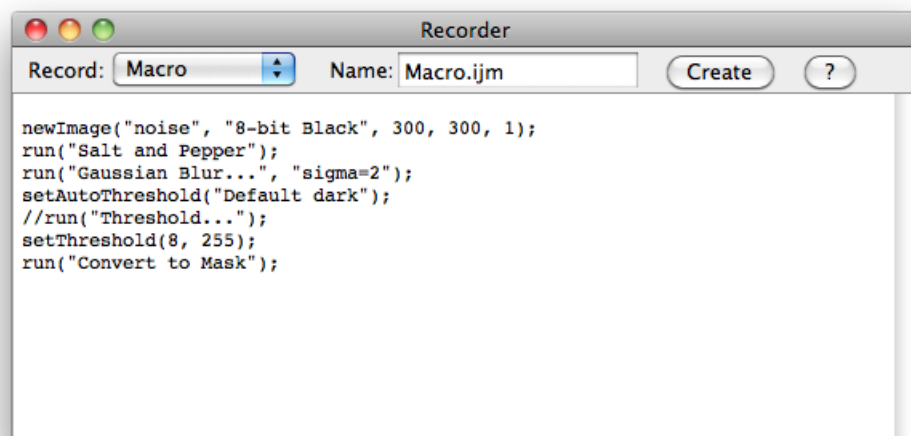 Recorder
Record: Macro Name: Macro.ijm Create ?
newImage("noise", "8-bit Black", 300, 300, 1);
run("Salt and Pepper");
run("Gaussian Blur...", "sigma=2");
setAutoThreshold("Default dark");
//run("Threshold...");
setThreshold(8, 255);
run("Convert to Mask");